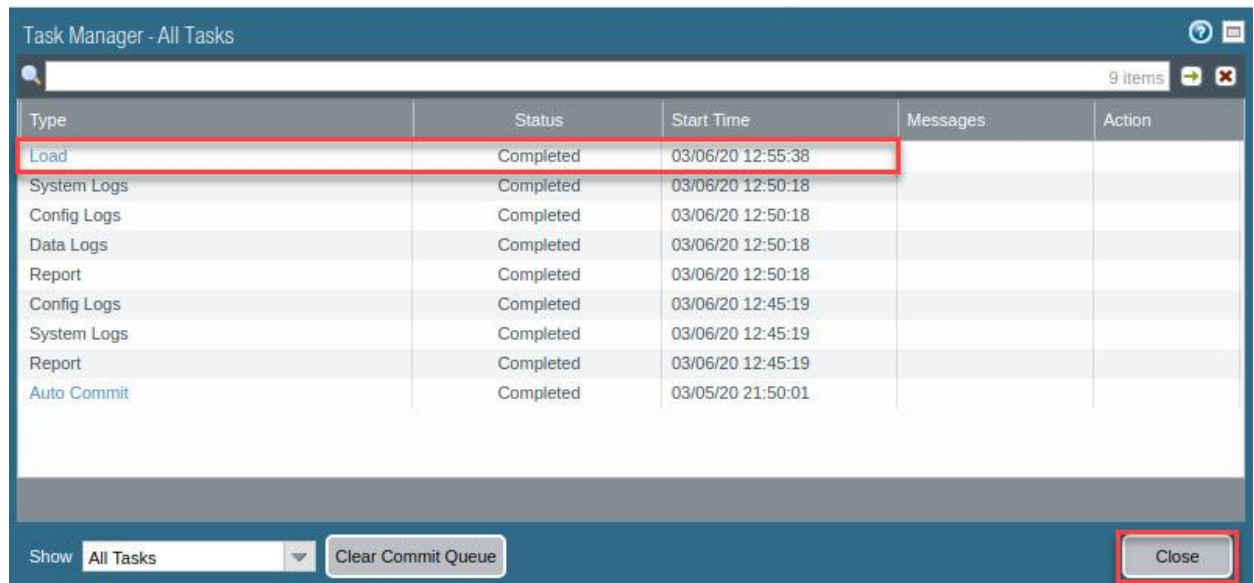 Task Manager - All Tasks
9 items
Type Status Start Time Messages Action
Load Completed 03/06/20 12:55:38
System Logs Completed 03/06/20 12:50:18
Config Logs Completed 03/06/20 12:50:18
Data Logs Completed 03/06/20 12:50:18
Report Completed 03/06/20 12:50:18
Config Logs Completed 03/06/20 12:45:19
System Logs Completed 03/06/20 12:45:19
Report Completed 03/06/20 12:45:19
Auto Commit Completed 03/05/20 21:50:01
Show All Tasks Clear Commit Queue Close